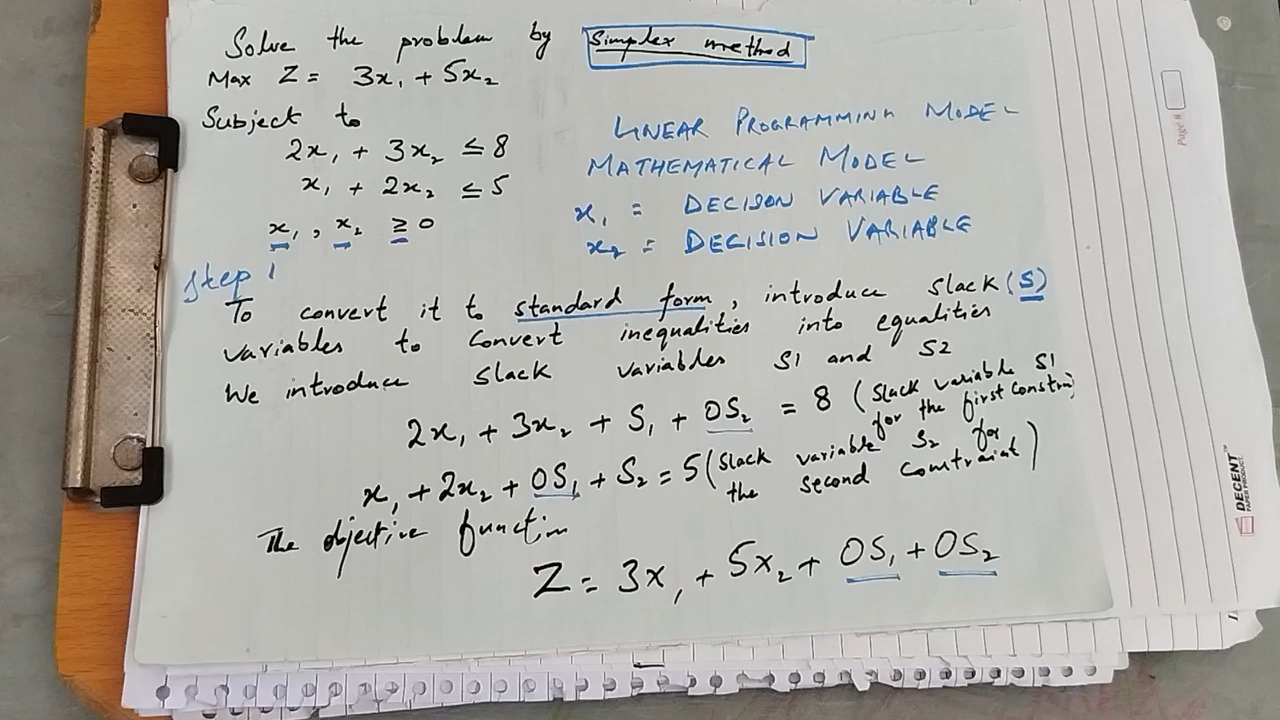 Solve the problem by Simplex method
Max Z = 3x₁ + 5x₂
Subject to
2x₁ + 3x₂ ≤ 8
x₁ + 2x₂ ≤ 5
x₁, x₂ ≥ 0
LINEAR PROGRAMMING MODEL
MATHEMATICAL MODEL
x₁ = DECISON VARIABLE
x₂ = DECISION VARIABLE
Step 1
To convert it to standard form, introduce slack (S)
variables to convert inequalities into equalities
We introduce slack variables S1 and S2
2x₁ + 3x₂ + S₁ + 0S₂ = 8 (Slack variable S1
for the first constrai
x₁ + 2x₂ + 0S₁ + S₂ = 5 (Slack variable S₂ for
the second constraint)
The objective function
Z = 3x₁ + 5x₂ + 0S₁ + 0S₂
Page #
DECENT
PAPER PRODUCT